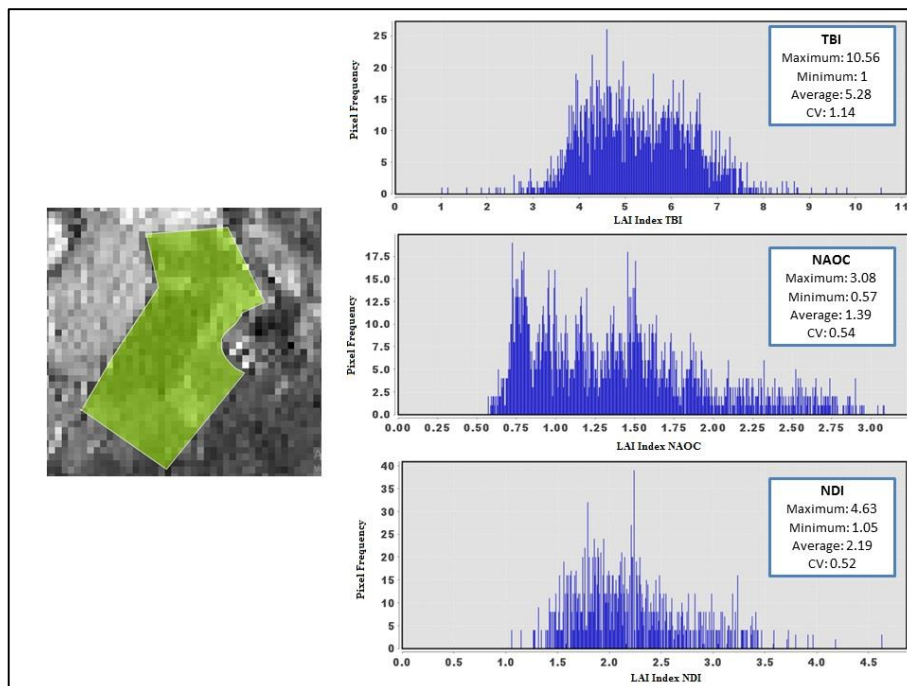 25
20
15
10
5
0
Pixel Frequency
TBI
Maximum: 10.56
Minimum: 1
Average: 5.28
CV: 1.14
0 1 2 3 4 5 6 7 8 9 10 11
LAI Index TBI
17.5
15.0
12.5
10.0
7.5
5.0
2.5
0.0
Pixel Frequency
NAOC
Maximum: 3.08
Minimum: 0.57
Average: 1.39
CV: 0.54
0.00 0.25 0.50 0.75 1.00 1.25 1.50 1.75 2.00 2.25 2.50 2.75 3.00
LAI Index NAOC
40
35
30
25
20
15
10
5
0
Pixel Frequency
NDI
Maximum: 4.63
Minimum: 1.05
Average: 2.19
CV: 0.52
0.0 0.5 1.0 1.5 2.0 2.5 3.0 3.5 4.0 4.5
LAI Index NDI